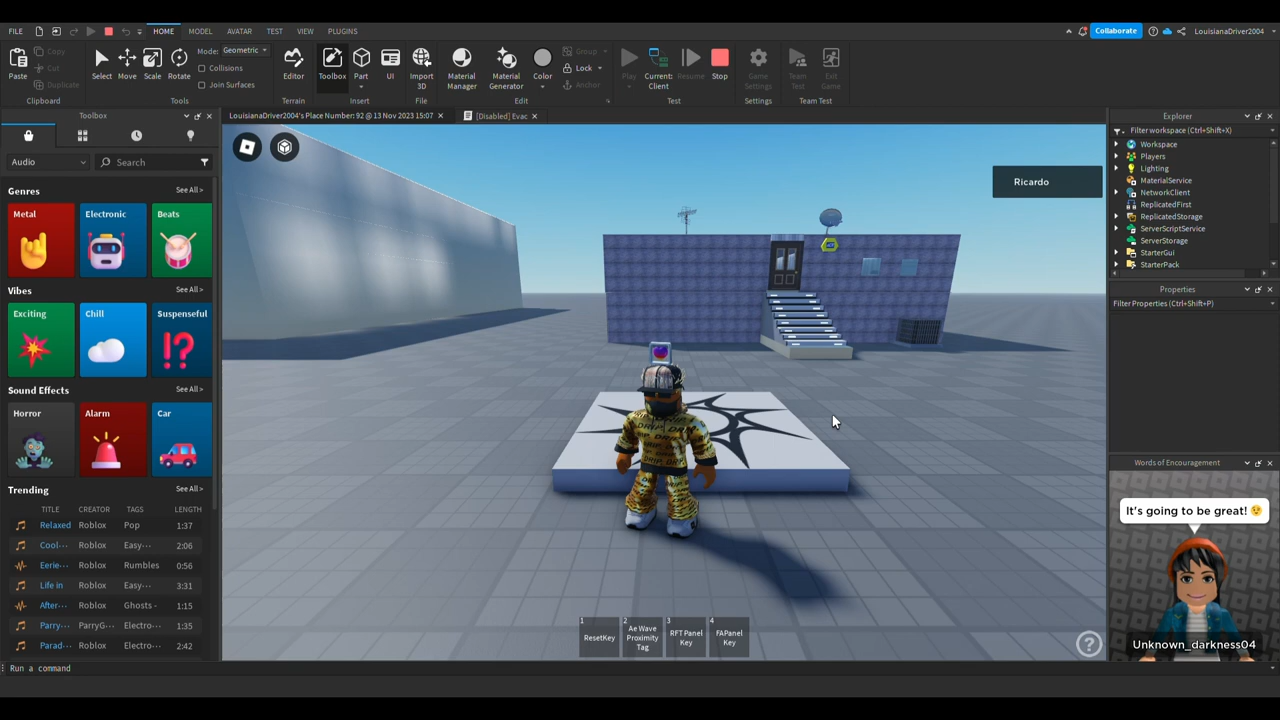 FILE
HOME MODEL AVATAR TEST VIEW PLUGINS
Collaborate
LouisianaDriver2004
Paste
Copy
Cut
Duplicate
Clipboard
Select Move Scale Rotate
Mode: Geometric
Collisions
Join Surfaces
Tools
Editor
Terrain
Toolbox Part UI
Insert
Import
3D
File
Material
Manager
Material
Generator
Color
Group
Lock
Anchor
Edit
Play
Current:
Client
Resume
Stop
Test
Game
Settings
Settings
Team
Test
Exit
Game
Team Test
Toolbox
LouisianaDriver2004's Place Number: 92 @ 13 Nov 2023 15:07
[Disabled] Evac
Audio
Search
Genres
See All >
Metal Electronic Beats
Vibes
See All >
Exciting Chill Suspenseful
Sound Effects
See All >
Horror Alarm Car
Trending
See All >
TITLE CREATOR TAGS LENGTH
Relaxed Roblox Pop 1:37
Cool··· Roblox Easy··· 2:06
Eerie··· Roblox Rumbles 0:56
Life in Roblox Easy··· 3:31
After··· Roblox Ghosts - 1:15
Parry··· ParryG··· Electro··· 1:35
Parad··· Roblox Electro··· 2:42
Ricardo
DRIP
1
ResetKey
2
Ae Wave
Proximity
Tag
3
RFT Panel
Key
4
FAPanel
Key
?
Explorer
Filter workspace (Ctrl+Shift+X)
Workspace
Players
Lighting
MaterialService
NetworkClient
ReplicatedFirst
ReplicatedStorage
ServerScriptService
ServerStorage
StarterGui
StarterPack
Properties
Filter Properties (Ctrl+Shift+P)
Words of Encouragement
It's going to be great! 😉
Unknown_darkness04
Run a command